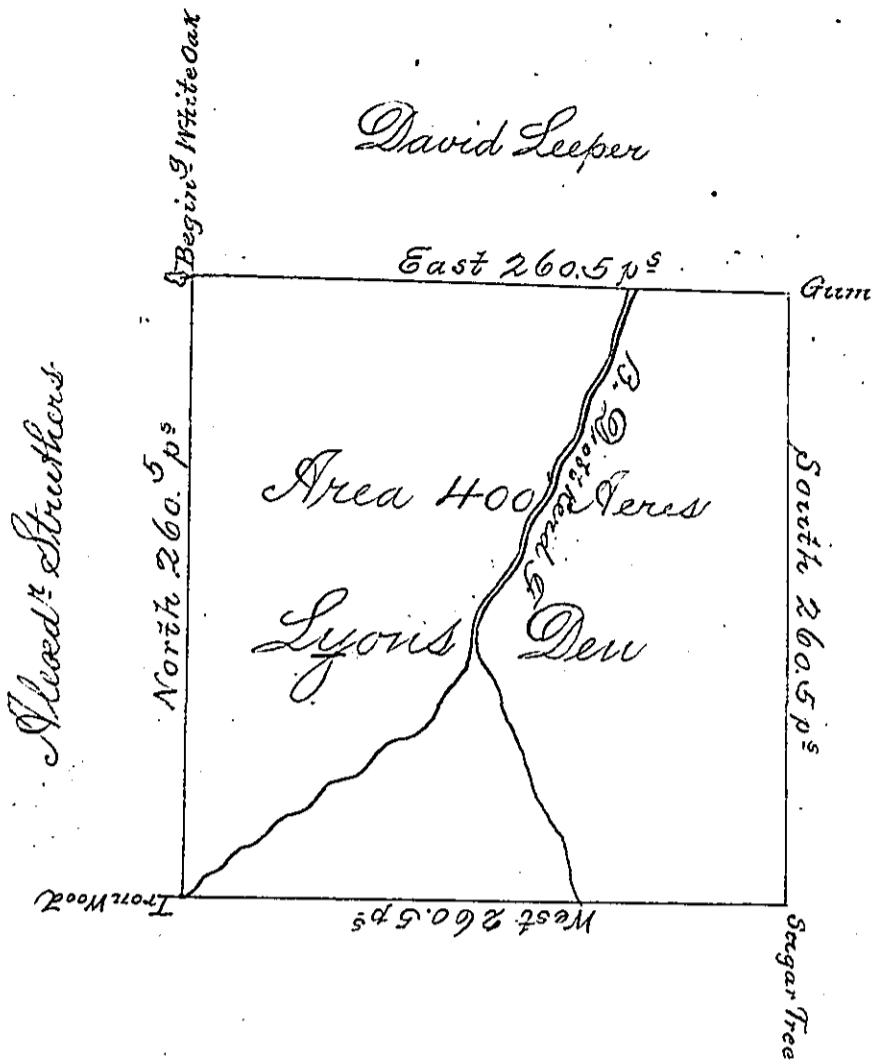 Begin.g White Oak
David Leeper
East 260.5 ps
Gum
Alexdr Struthers
North 260.5 ps
South 260.5 ps
Area 400 Acres
Lyons Den
Iron Wood
West 260.5 ps
Sugar Tree